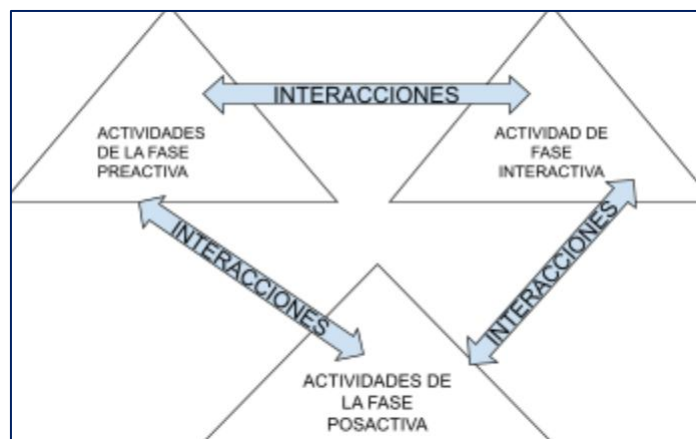 INTERACCIONES
ACTIVIDADES
DE LA FASE
PREACTIVA
ACTIVIDAD DE
FASE
INTERACTIVA
INTERACCIONES
INTERACCIONES
ACTIVIDADES DE
LA FASE
POSACTIVA